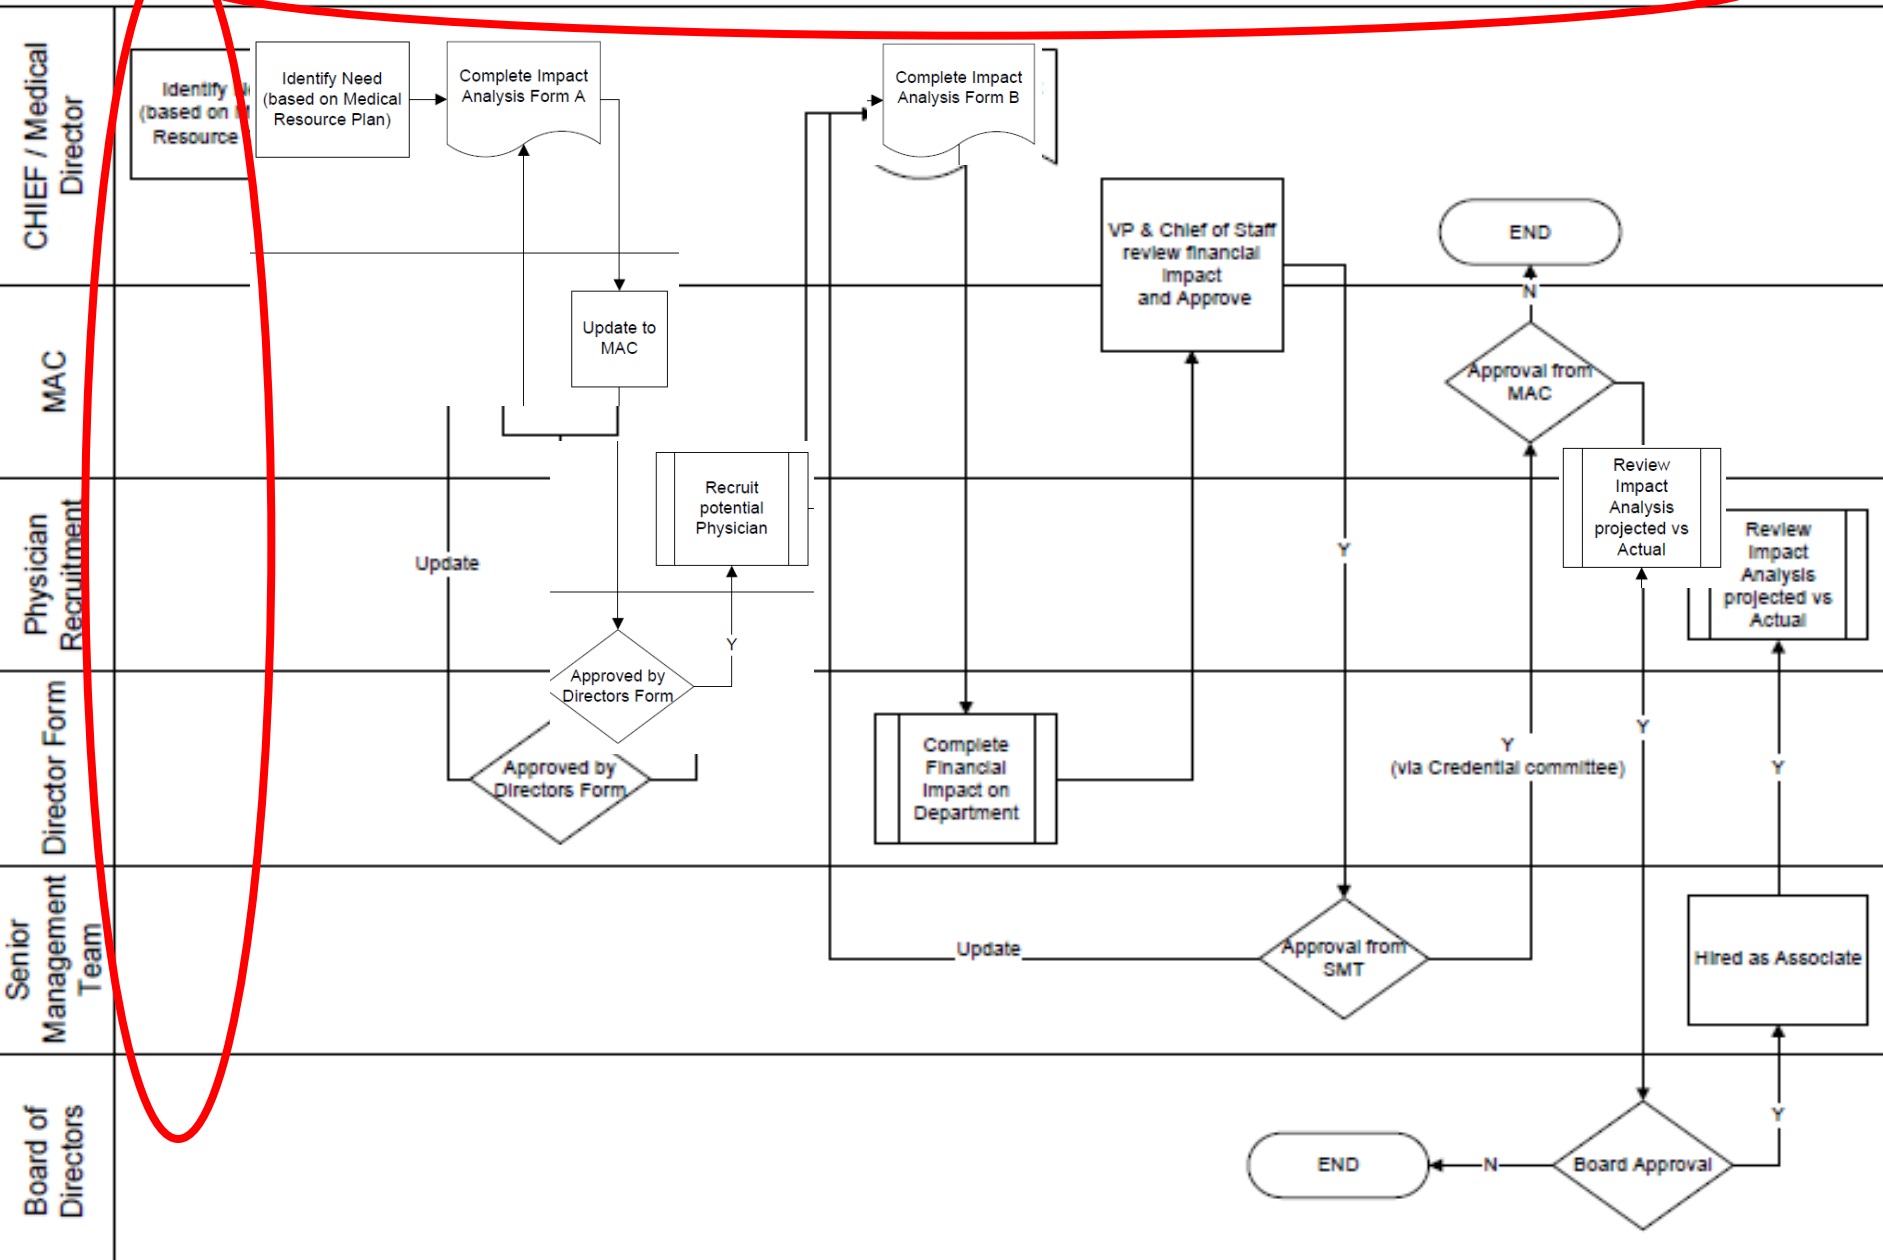 CHIEF / Medical
Director
Identify
(based on
Resource
Identify Need
(based on Medical
Resource Plan)
Complete Impact
Analysis Form A
Complete Impact
Analysis Form B
VP & Chief of Staff
review financial
Impact
and Approve
END
N
MAC
Update to
MAC
Approval from
MAC
Physician
Recruitment
Update
Recruit
potential
Physician
Y
Y
Review
Impact
Analysis
projected vs
Actual
Review
Impact
Analysis
projected vs
Actual
Director Form
Approved by
Directors Form
Approved by
Directors Form
Complete
Financial
Impact on
Department
Y
(via Credential committee)
Y
Y
Senior
Management
Team
Update
Approval from
SMT
Hired as Associate
Board of
Directors
END
N
Board Approval
Y